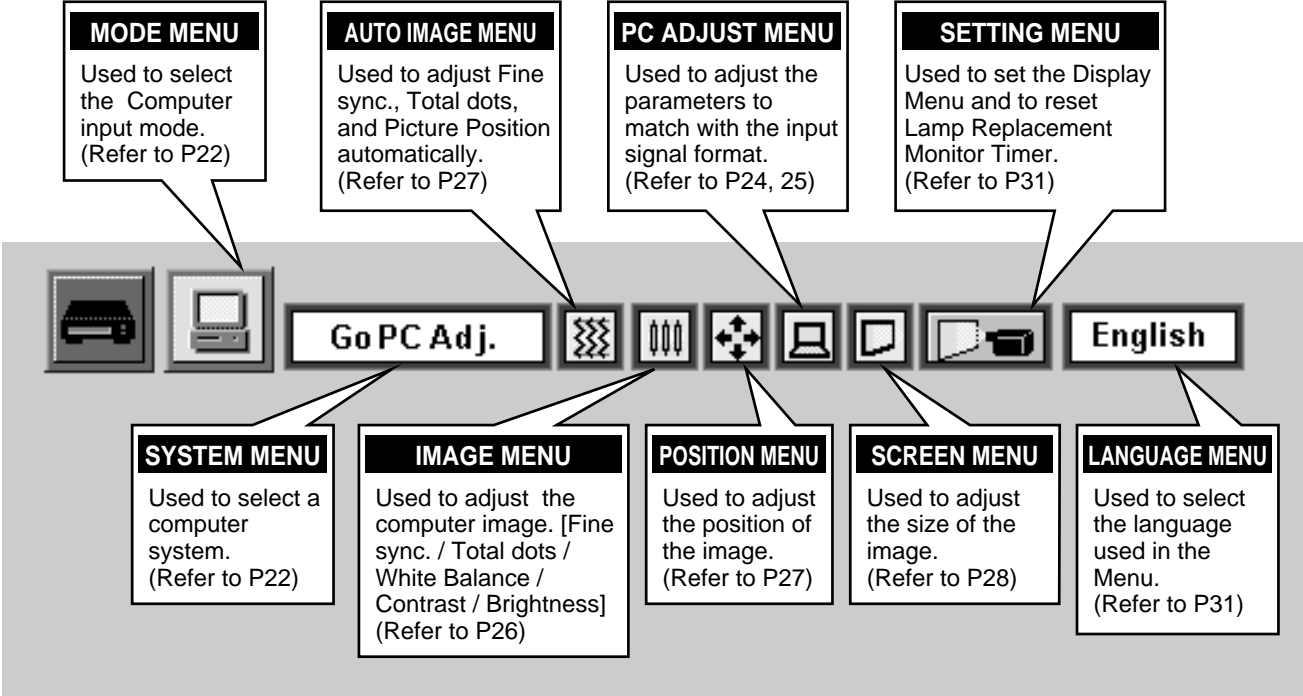 MODE MENU
Used to select
the Computer
input mode.
(Refer to P22)
AUTO IMAGE MENU
Used to adjust Fine
sync., Total dots,
and Picture Position
automatically.
(Refer to P27)
PC ADJUST MENU
Used to adjust the
parameters to
match with the input
signal format.
(Refer to P24, 25)
SETTING MENU
Used to set the Display
Menu and to reset
Lamp Replacement
Monitor Timer.
(Refer to P31)
Go PC Adj.
English
SYSTEM MENU
Used to select a
computer
system.
(Refer to P22)
IMAGE MENU
Used to adjust the
computer image. [Fine
sync. / Total dots /
White Balance /
Contrast / Brightness]
(Refer to P26)
POSITION MENU
Used to adjust
the position of
the image.
(Refer to P27)
SCREEN MENU
Used to adjust
the size of the
image.
(Refer to P28)
LANGUAGE MENU
Used to select
the language
used in the
Menu.
(Refer to P31)